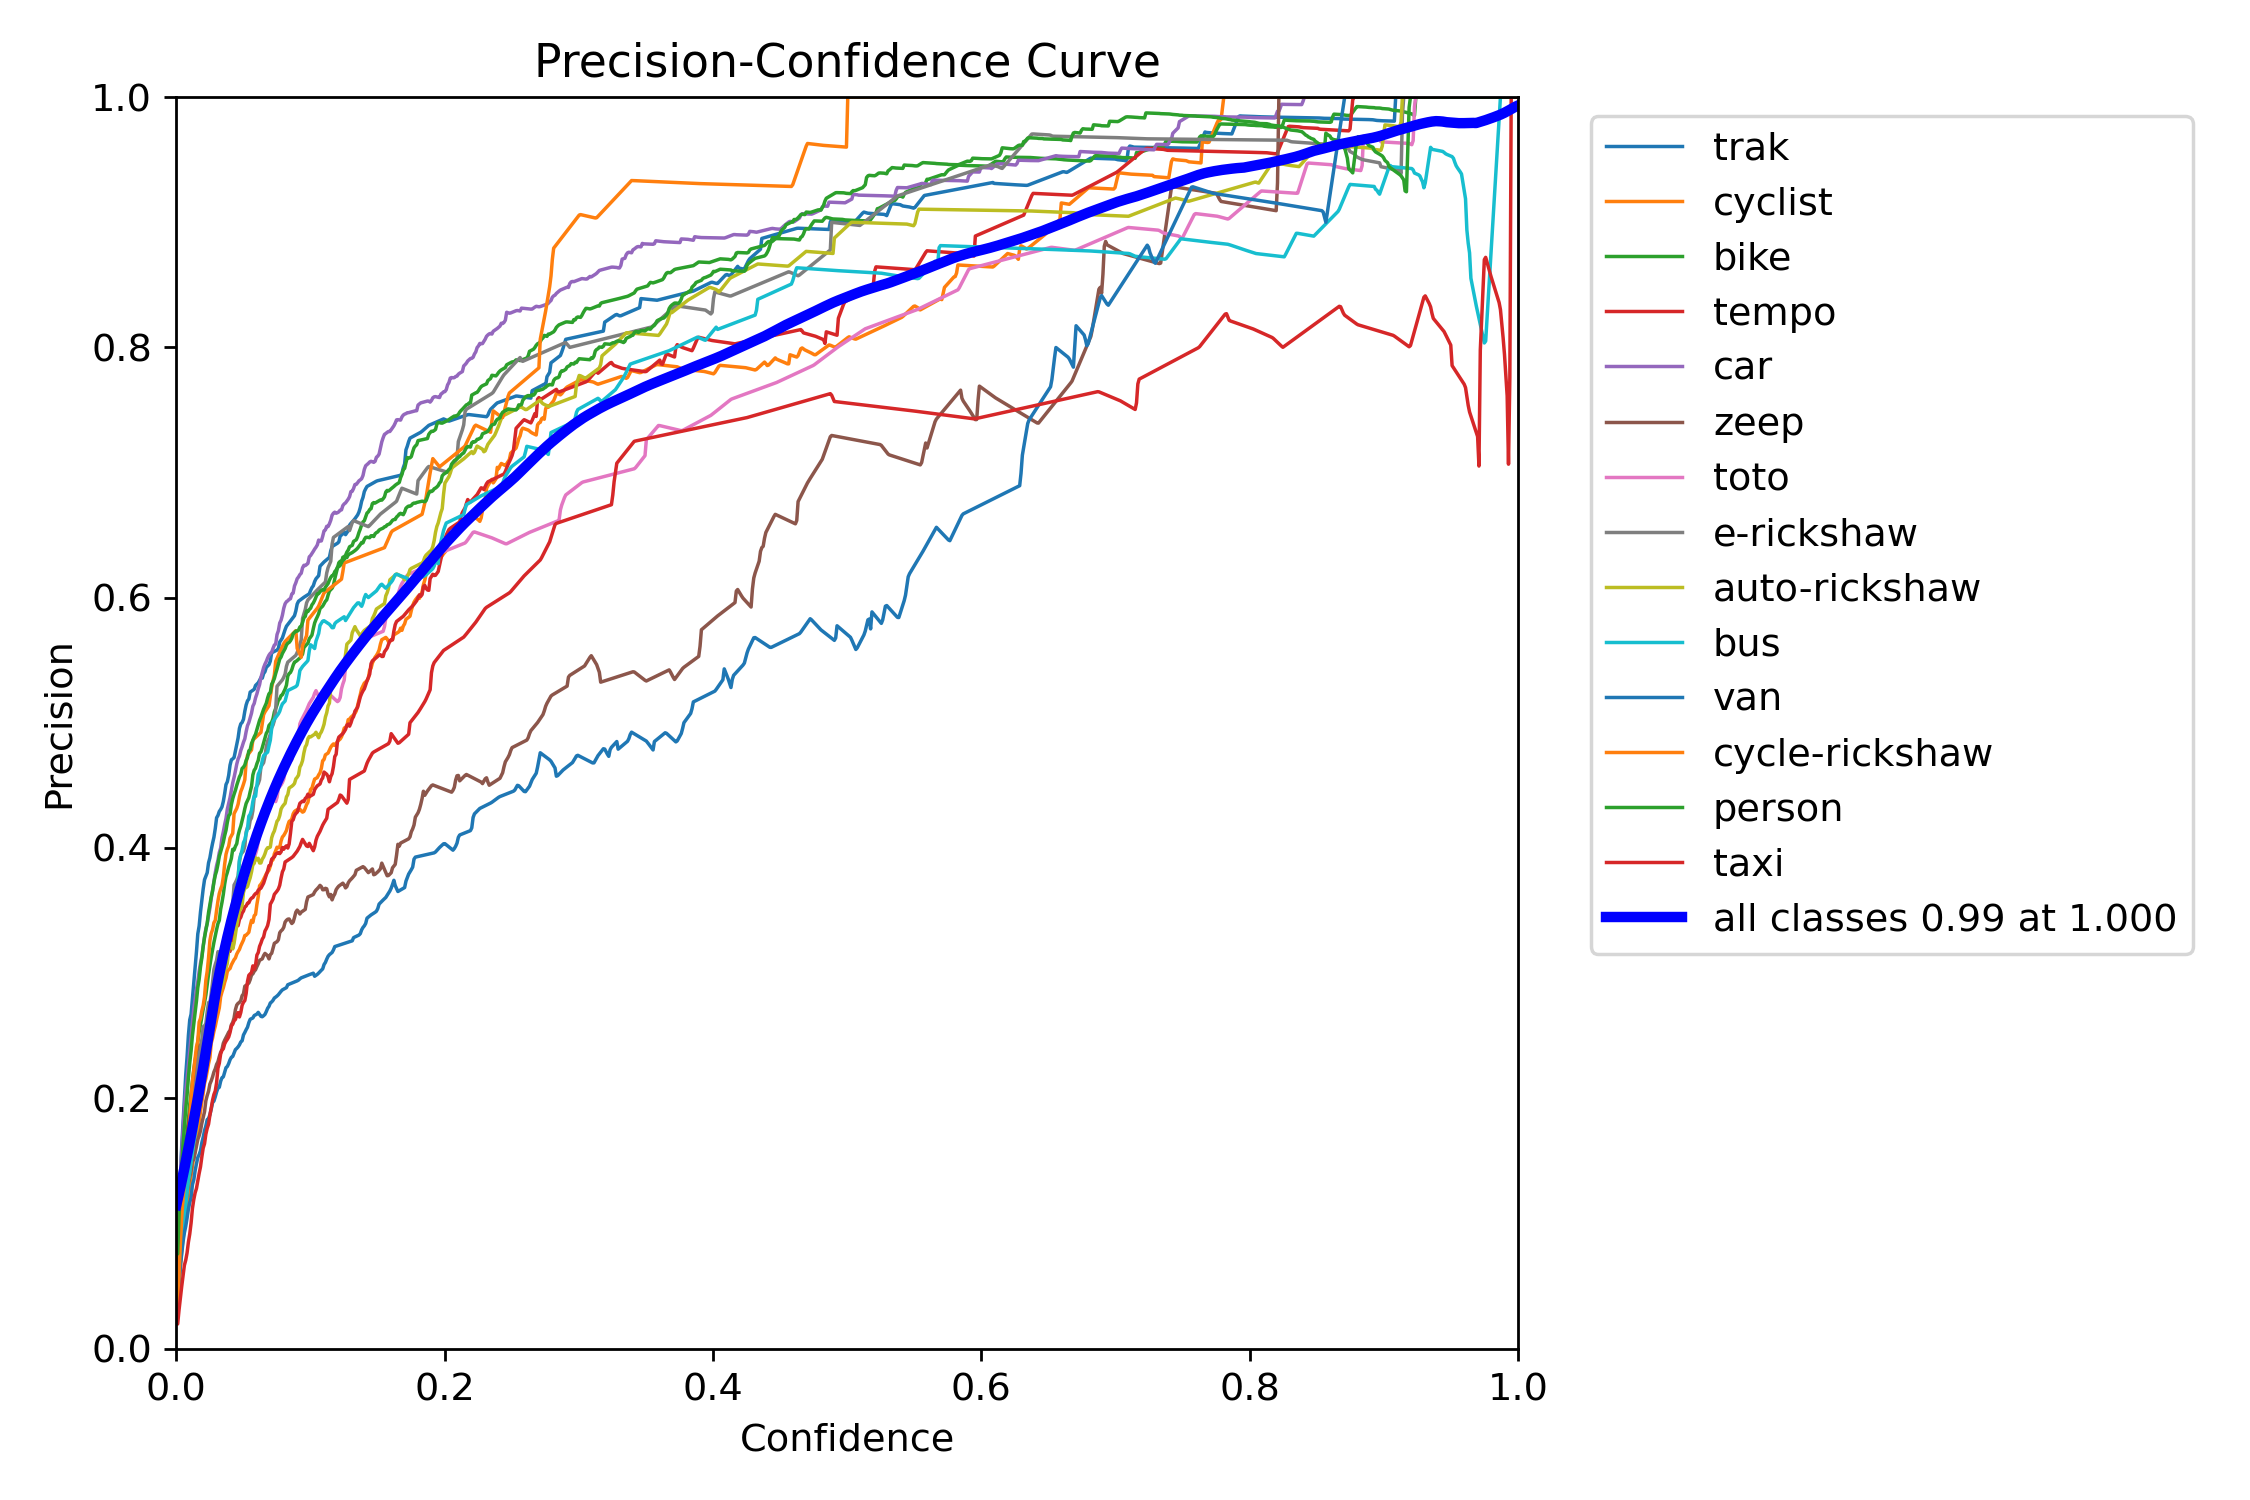 Precision-Confidence Curve
1.0
0.8
0.6
0.4
0.2
0.0
Precision
0.0 0.2 0.4 0.6 0.8 1.0
Confidence
trak
cyclist
bike
tempo
car
zeep
toto
e-rickshaw
auto-rickshaw
bus
van
cycle-rickshaw
person
taxi
all classes 0.99 at 1.000